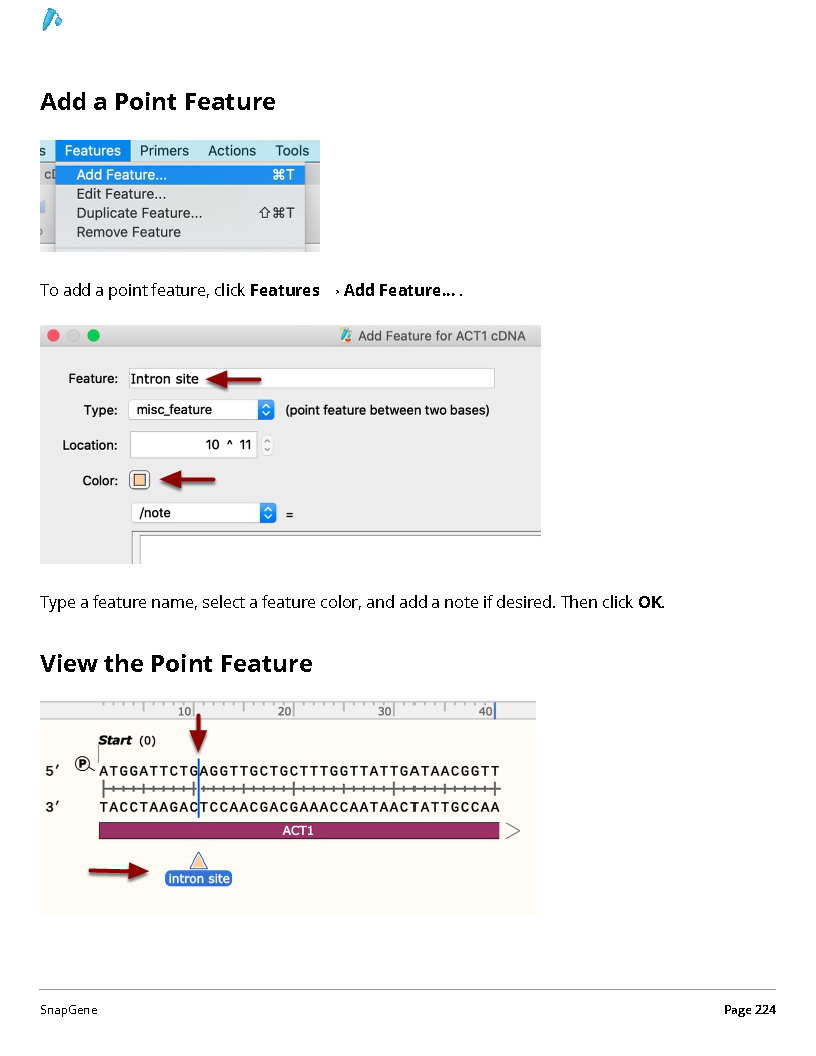 Add a Point Feature
s Features Primers Actions Tools
Add Feature... ⌘T
Edit Feature...
Duplicate Feature... ⇧⌘T
Remove Feature
To add a point feature, click Features → Add Feature... .
Add Feature for ACT1 cDNA
Feature: Intron site
Type: misc_feature (point feature between two bases)
Location: 10 ^ 11
Color:
/note =
Type a feature name, select a feature color, and add a note if desired. Then click OK.
View the Point Feature
10 20 30 40
Start (0)
P
5′ ATGGATTCTGAGGTTGCTGCTTTGGTTATTGATAACGGTT
3′ TACCTAAGACTCCAACGACGAAACCAATAACTATTGCCAA
ACT1
intron site
SnapGene Page 224